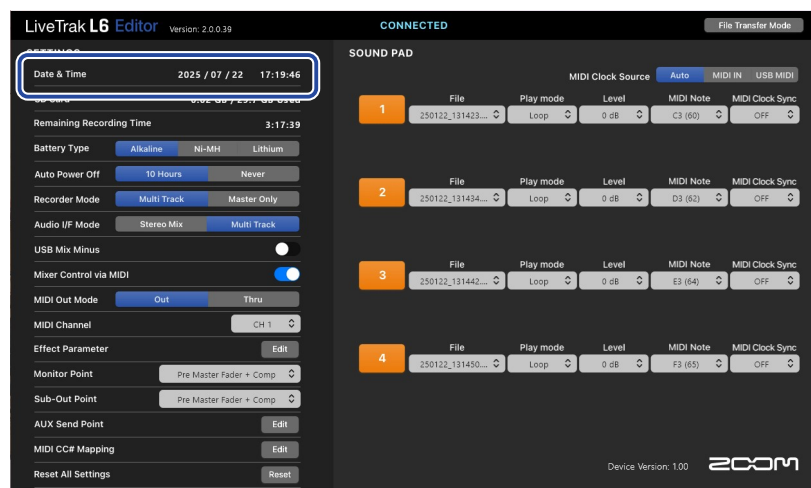 LiveTrak L6 Editor Version: 2.0.0.39
CONNECTED
File Transfer Mode
SETTINGS
Date & Time 2025 / 07 / 22 17:19:46
Remaining Recording Time 3:17:39
Battery Type Alkaline Ni-MH Lithium
Auto Power Off 10 Hours Never
Recorder Mode Multi Track Master Only
Audio I/F Mode Stereo Mix Multi Track
USB Mix Minus
Mixer Control via MIDI
MIDI Out Mode Out Thru
MIDI Channel CH 1
Effect Parameter Edit
Monitor Point Pre Master Fader + Comp
Sub-Out Point Pre Master Fader + Comp
AUX Send Point Edit
MIDI CC# Mapping Edit
Reset All Settings Reset
SOUND PAD
MIDI Clock Source Auto MIDI IN USB MIDI
File Play mode Level MIDI Note MIDI Clock Sync
1 250122_131423.... Loop 0 dB C3 (60) OFF
File Play mode Level MIDI Note MIDI Clock Sync
2 250122_131434.... Loop 0 dB D3 (62) OFF
File Play mode Level MIDI Note MIDI Clock Sync
3 250122_131442.... Loop 0 dB E3 (64) OFF
File Play mode Level MIDI Note MIDI Clock Sync
4 250122_131450.... Loop 0 dB F3 (65) OFF
Device Version: 1.00 ZOOM